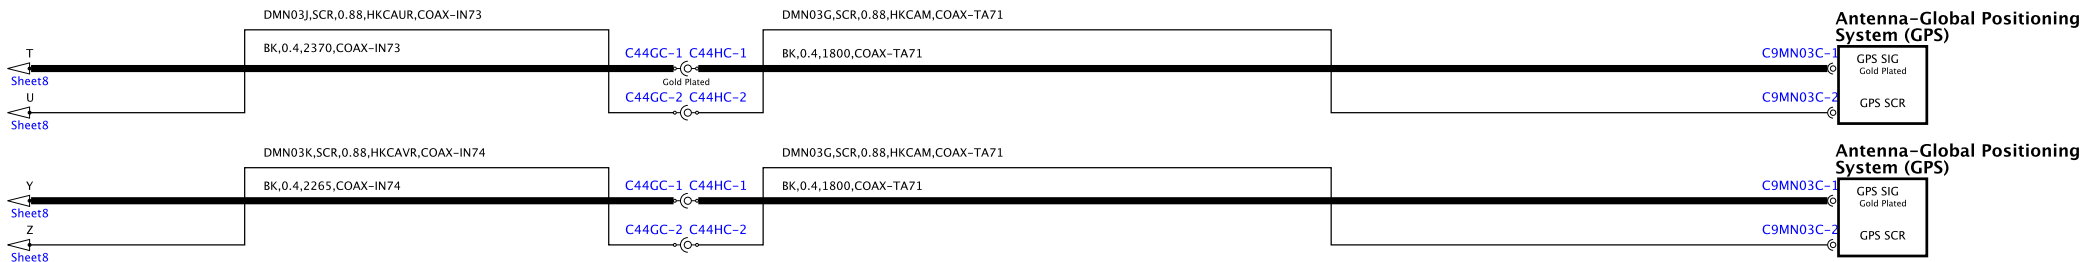 DMN03J,SCR,0.88,HKCAUR,COAX-IN73
DMN03G,SCR,0.88,HKCAM,COAX-TA71
Antenna-Global Positioning
System (GPS)
T
BK,0.4,2370,COAX-IN73
C44GC-1 C44HC-1
BK,0.4,1800,COAX-TA71
C9MN03C-1
GPS SIG
Gold Plated
Sheet8
Gold Plated
U
C44GC-2 C44HC-2
C9MN03C-2
GPS SCR
Sheet8
DMN03K,SCR,0.88,HKCAVR,COAX-IN74
DMN03G,SCR,0.88,HKCAM,COAX-TA71
Antenna-Global Positioning
System (GPS)
Y
BK,0.4,2265,COAX-IN74
C44GC-1 C44HC-1
BK,0.4,1800,COAX-TA71
C9MN03C-1
GPS SIG
Gold Plated
Sheet8
Z
C44GC-2 C44HC-2
C9MN03C-2
GPS SCR
Sheet8